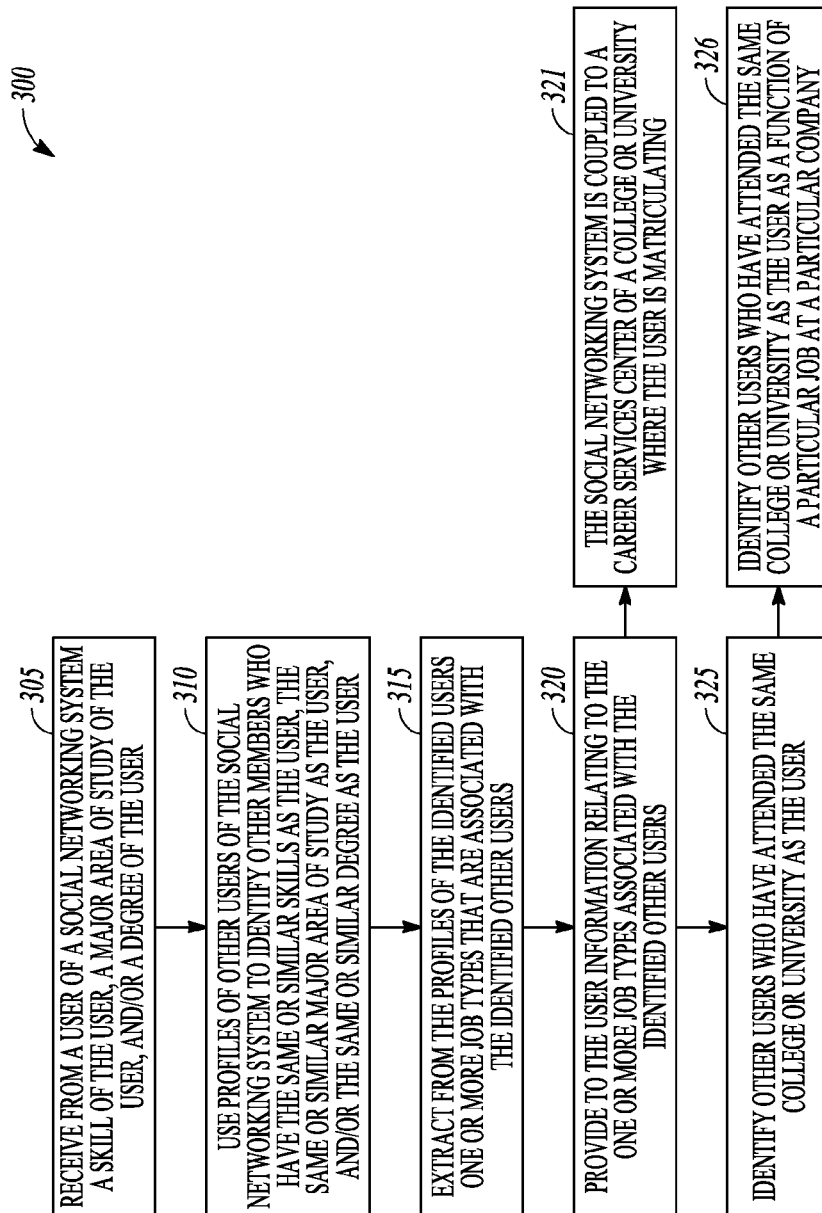 300
305
RECEIVE FROM A USER OF A SOCIAL NETWORKING SYSTEM
A SKILL OF THE USER, A MAJOR AREA OF STUDY OF THE
USER, AND/OR A DEGREE OF THE USER
310
USE PROFILES OF OTHER USERS OF THE SOCIAL
NETWORKING SYSTEM TO IDENTIFY OTHER MEMBERS WHO
HAVE THE SAME OR SIMILAR SKILLS AS THE USER, THE
SAME OR SIMILAR MAJOR AREA OF STUDY AS THE USER,
AND/OR THE SAME OR SIMILAR DEGREE AS THE USER
315
EXTRACT FROM THE PROFILES OF THE IDENTIFIED USERS
ONE OR MORE JOB TYPES THAT ARE ASSOCIATED WITH
THE IDENTIFIED OTHER USERS
320
PROVIDE TO THE USER INFORMATION RELATING TO THE
ONE OR MORE JOB TYPES ASSOCIATED WITH THE
IDENTIFIED OTHER USERS
321
THE SOCIAL NETWORKING SYSTEM IS COUPLED TO A
CAREER SERVICES CENTER OF A COLLEGE OR UNIVERSITY
WHERE THE USER IS MATRICULATING
325
IDENTIFY OTHER USERS WHO HAVE ATTENDED THE SAME
COLLEGE OR UNIVERSITY AS THE USER
326
IDENTIFY OTHER USERS WHO HAVE ATTENDED THE SAME
COLLEGE OR UNIVERSITY AS THE USER AS A FUNCTION OF
A PARTICULAR JOB AT A PARTICULAR COMPANY